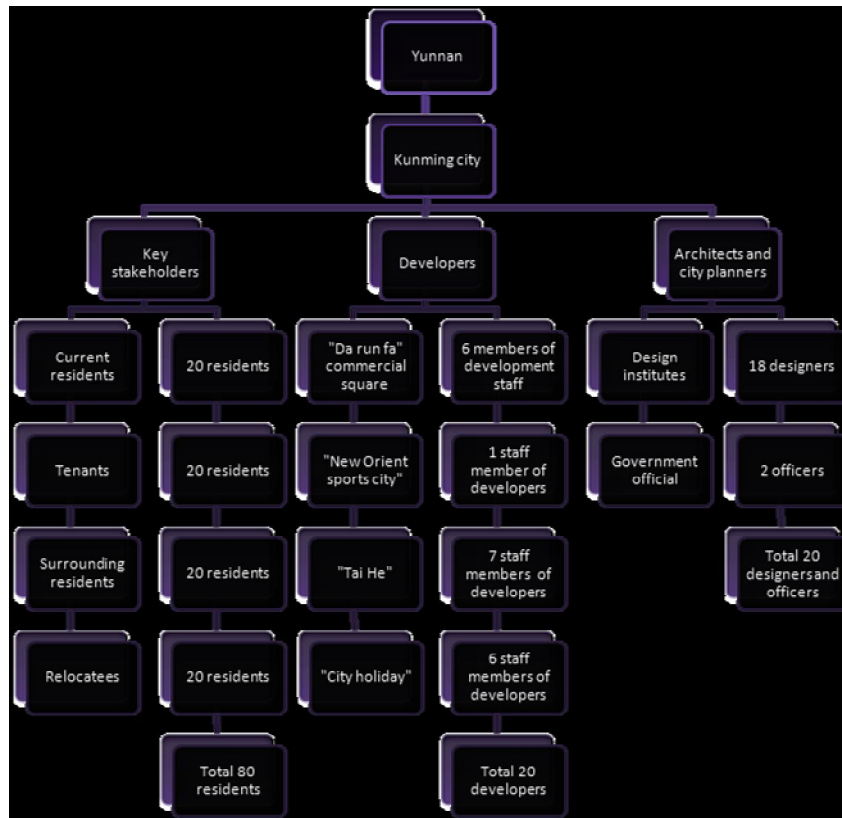 Yunnan
Kunming city
Key
stakeholders
Developers
Architects and
city planners
Current
residents
20 residents
"Da run fa"
commercial
square
6 members of
development
staff
Design
institutes
18 designers
Tenants
20 residents
"New Orient
sports city"
1 staff
member of
developers
Government
official
2 officers
Surrounding
residents
20 residents
"Tai He"
7 staff
members of
developers
Total 20
designers and
officers
Relocatees
20 residents
"City holiday"
6 staff
members of
developers
Total 80
residents
Total 20
developers